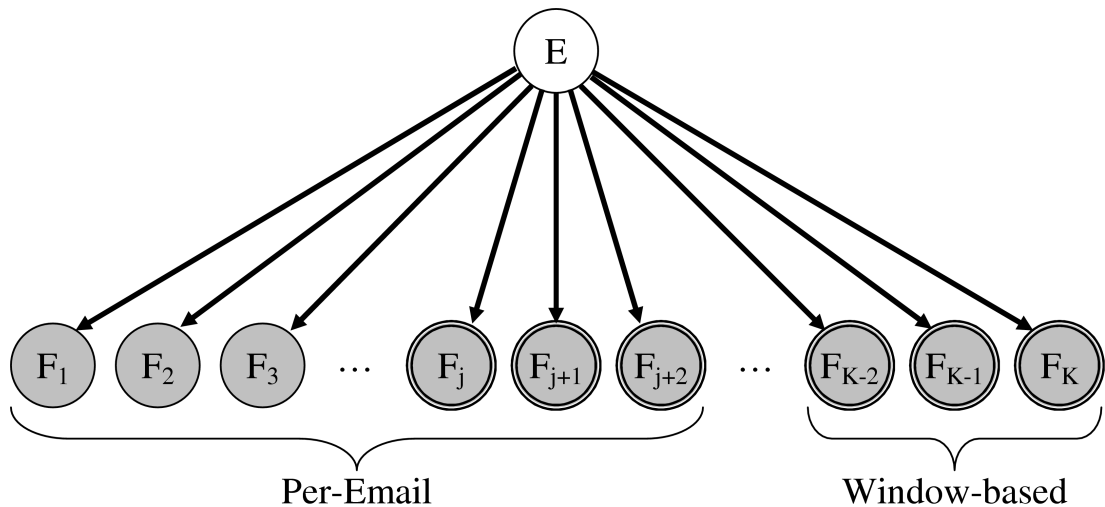 E
F1 F2 F3 ... Fj Fj+1 Fj+2 ... FK-2 FK-1 FK
Per-Email Window-based